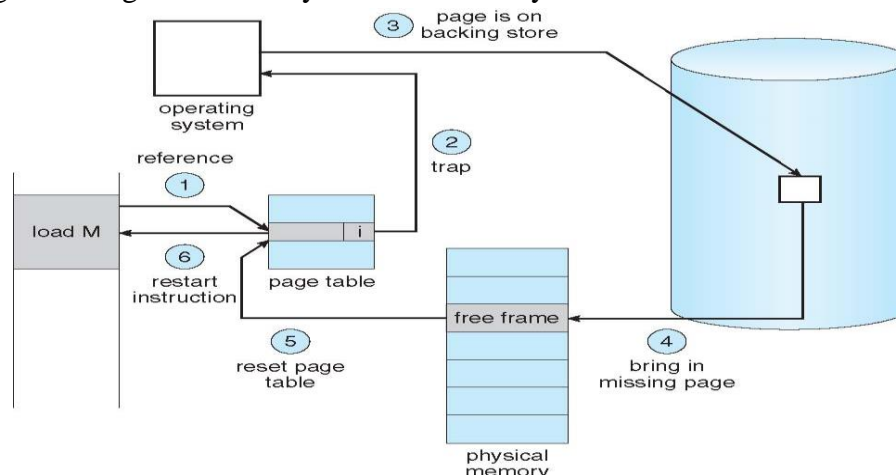 3
page is on
backing store
operating
system
2
trap
reference
1
load M
i
6
restart
instruction
page table
free frame
5
reset page
table
4
bring in
missing page
physical
memory